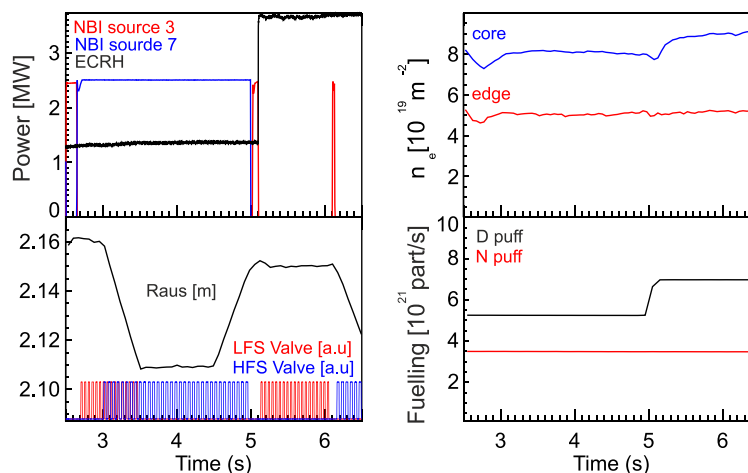 NBI source 3
NBI sourde 7
ECRH
Power [MW]
3
2
1
0
core
edge
n e [10 19 m -2]
8
6
4
2
Raus [m]
LFS Valve [a.u]
HFS Valve [a.u]
2.16
2.14
2.12
2.10
3 4 5 6
Time (s)
D puff
N puff
Fuelling [10 21 part/s]
10
8
6
4
2
3 4 5 6
Time (s)